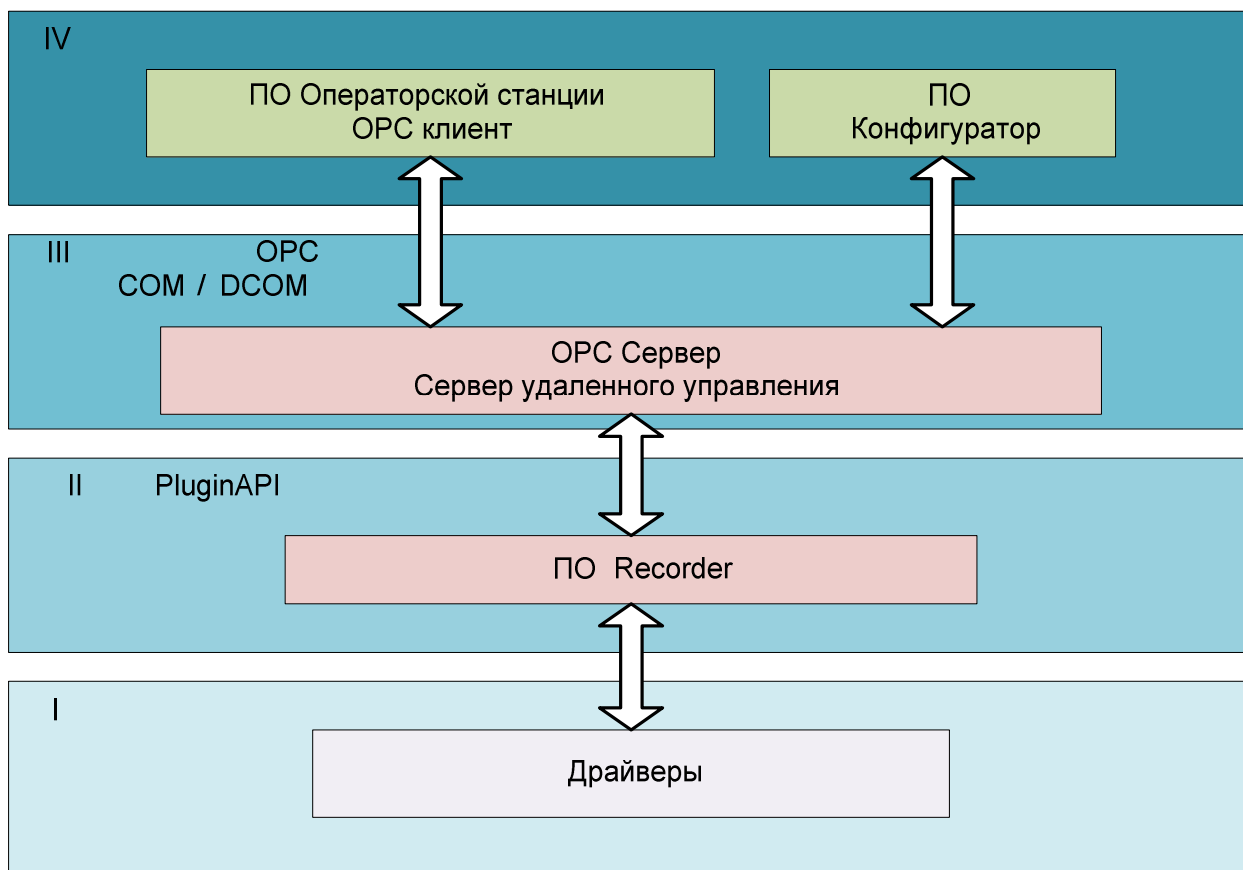 IV
ПО Операторской станции
OPC клиент
ПО
Конфигуратор
III OPC
COM / DCOM
OPC Сервер
Сервер удаленного управления
II PluginAPI
ПО Recorder
I
Драйверы